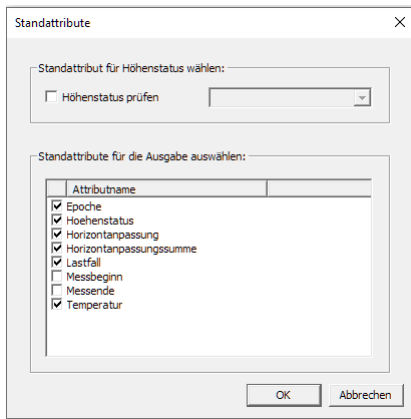 Standattribute
Standattribut für Höhenstatus wählen:
Höhenstatus prüfen
Standattribute für die Ausgabe auswählen:
Attributname
Epoche
Hoehenstatus
Horizontanpassung
Horizontanpassungssumme
Lastfall
Messbeginn
Messende
Temperatur
OK Abbrechen